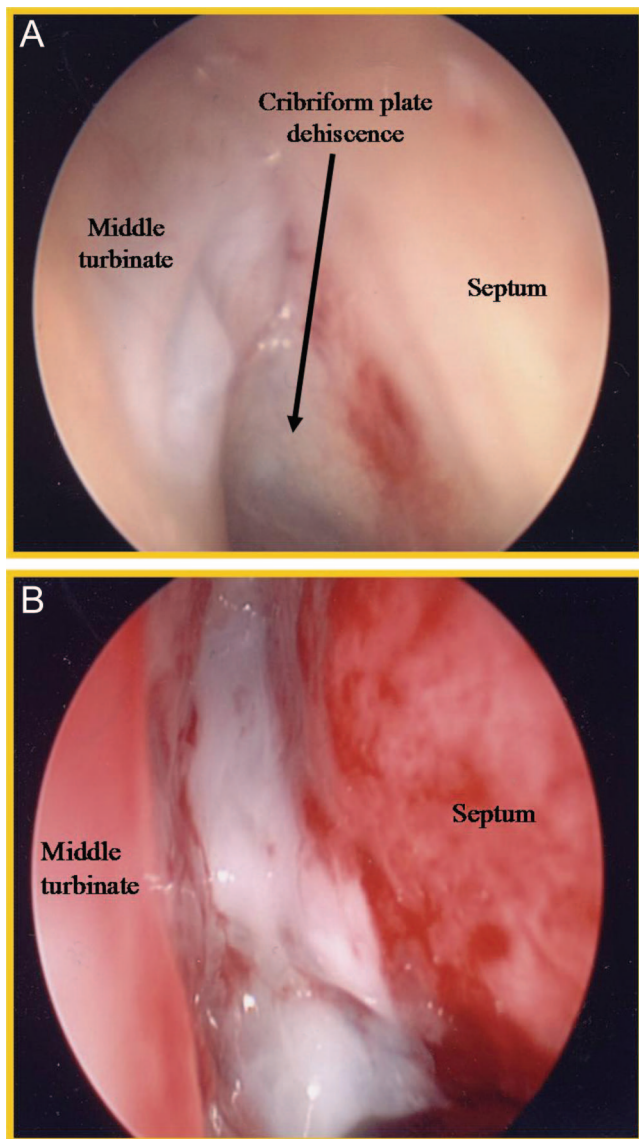 A
Cribriform plate
dehiscence
Middle
turbinate
Septum
B
Septum
Middle
turbinate